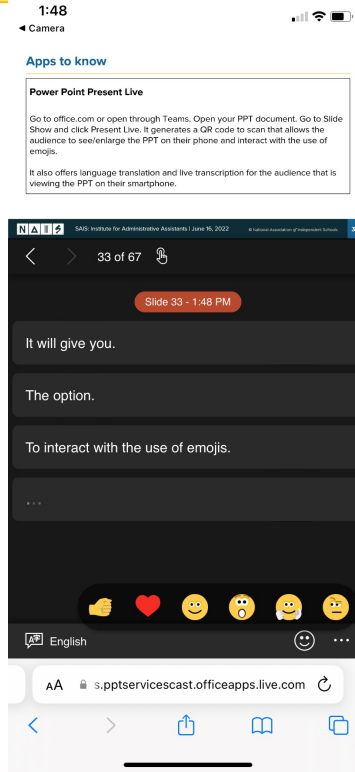 1:48
◀ Camera
Apps to know
Power Point Present Live
Go to office.com or open through Teams. Open your PPT document. Go to Slide
Show and click Present Live. It generates a QR code to scan that allows the
audience to see/enlarge the PPT on their phone and interact with the use of
emojis.
It also offers language translation and live transcription for the audience that is
viewing the PPT on their smartphone.
NAIS SAIS: Institute for Administrative Assistants | June 16, 2022 © National Association of Independent Schools 3
33 of 67
Slide 33 - 1:48 PM
It will give you.
The option.
To interact with the use of emojis.
...
English
AA s.pptservicescast.officeapps.live.com